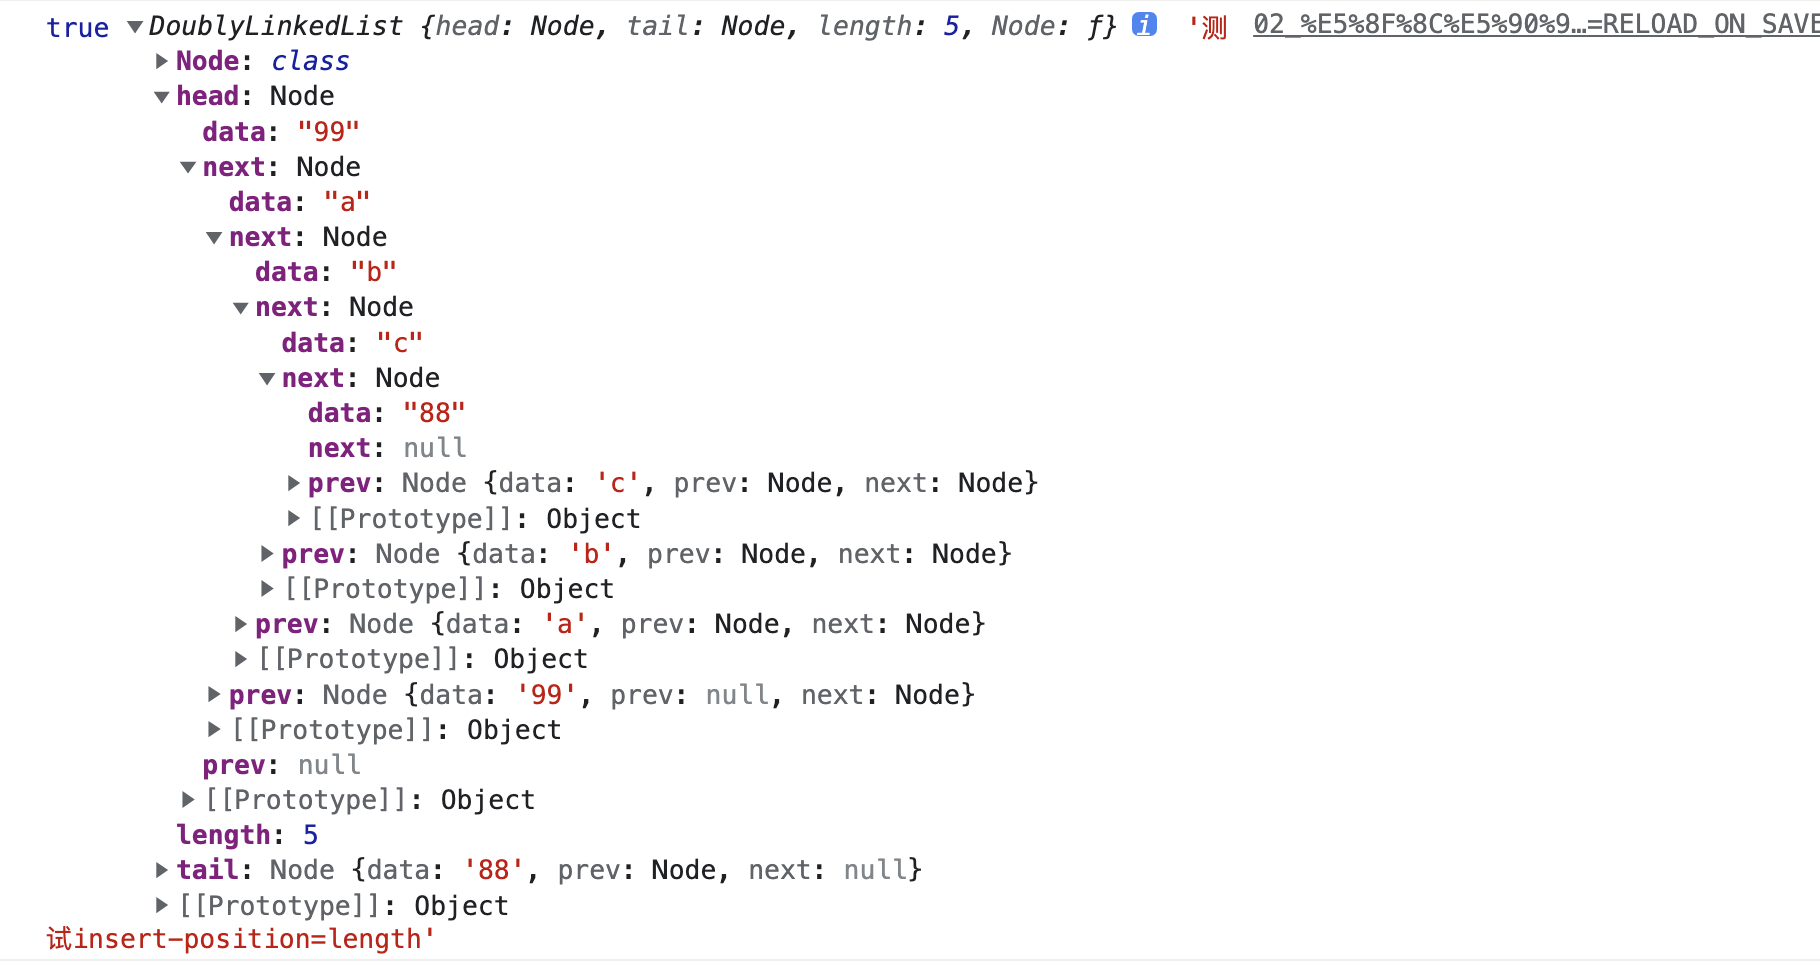 true ▼DoublyLinkedList {head: Node, tail: Node, length: 5, Node: ƒ} i '测 02_%E5%8F%8C%E5%90%9…=RELOAD_ON_SAVE
▶Node: class
▼head: Node
data: "99"
▼next: Node
data: "a"
▼next: Node
data: "b"
▼next: Node
data: "c"
▼next: Node
data: "88"
next: null
▶prev: Node {data: 'c', prev: Node, next: Node}
▶[[Prototype]]: Object
▶prev: Node {data: 'b', prev: Node, next: Node}
▶[[Prototype]]: Object
▶prev: Node {data: 'a', prev: Node, next: Node}
▶[[Prototype]]: Object
▶prev: Node {data: '99', prev: null, next: Node}
▶[[Prototype]]: Object
prev: null
▶[[Prototype]]: Object
length: 5
▶tail: Node {data: '88', prev: Node, next: null}
▶[[Prototype]]: Object
试insert-position=length'